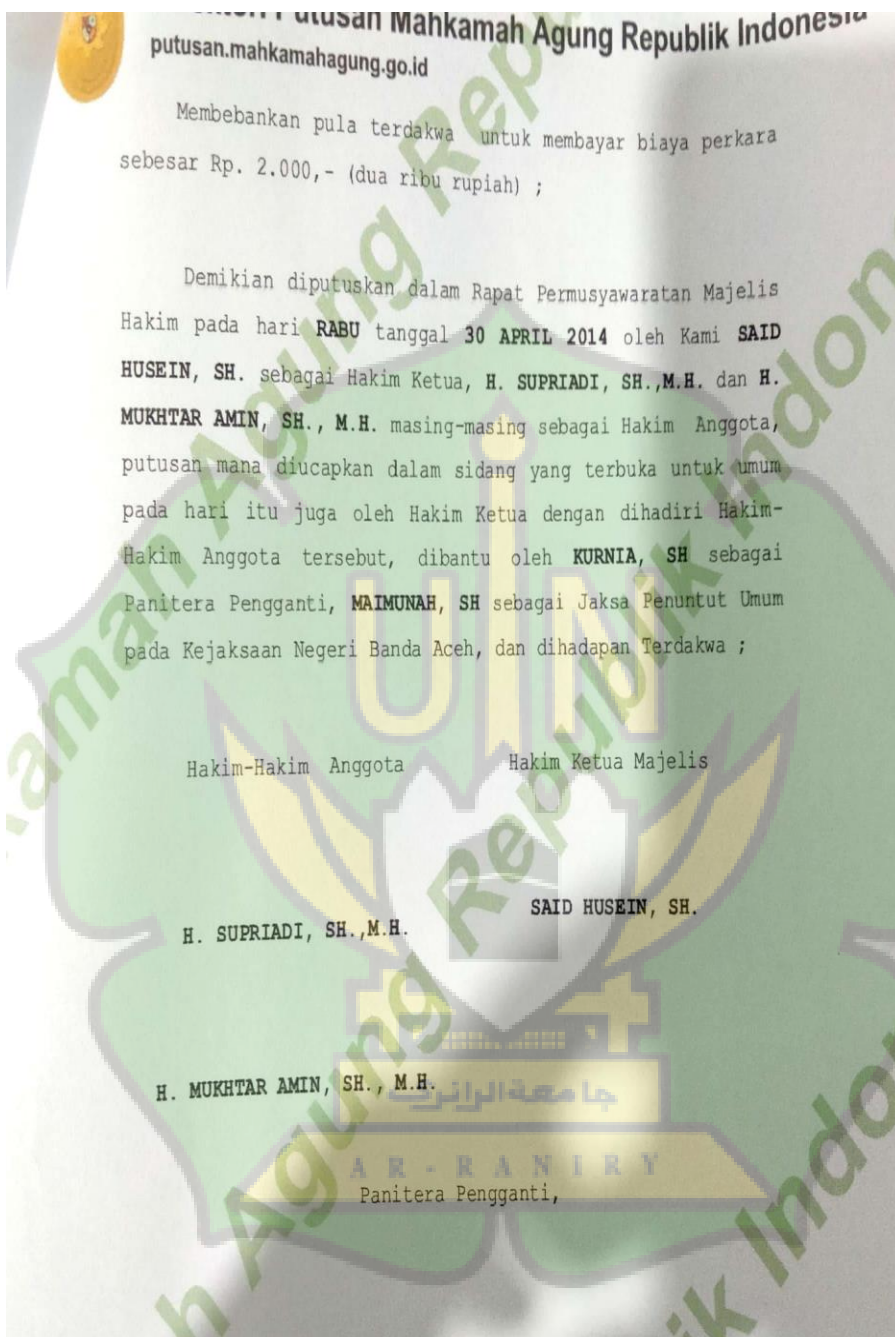 Putusan Mahkamah Agung Republik Indonesia
putusan.mahkamahagung.go.id
Membebankan pula terdakwa untuk membayar biaya perkara
sebesar Rp. 2.000,- (dua ribu rupiah) ;
Demikian diputuskan dalam Rapat Permusyawaratan Majelis
Hakim pada hari RABU tanggal 30 APRIL 2014 oleh Kami SAID
HUSEIN, SH. sebagai Hakim Ketua, H. SUPRIADI, SH.,M.H. dan H.
MUKHTAR AMIN, SH., M.H. masing-masing sebagai Hakim Anggota,
putusan mana diucapkan dalam sidang yang terbuka untuk umum
pada hari itu juga oleh Hakim Ketua dengan dihadiri Hakim-
Hakim Anggota tersebut, dibantu oleh KURNIA, SH sebagai
Panitera Pengganti, MAIMUNAH, SH sebagai Jaksa Penuntut Umum
pada Kejaksaan Negeri Banda Aceh, dan dihadapan Terdakwa ;
UIN
Hakim-Hakim Anggota Hakim Ketua Majelis
H. SUPRIADI, SH.,M.H. SAID HUSEIN, SH.
H. MUKHTAR AMIN, SH., M.H.
جامعة الرانري
AR-RANIRY
Panitera Pengganti,